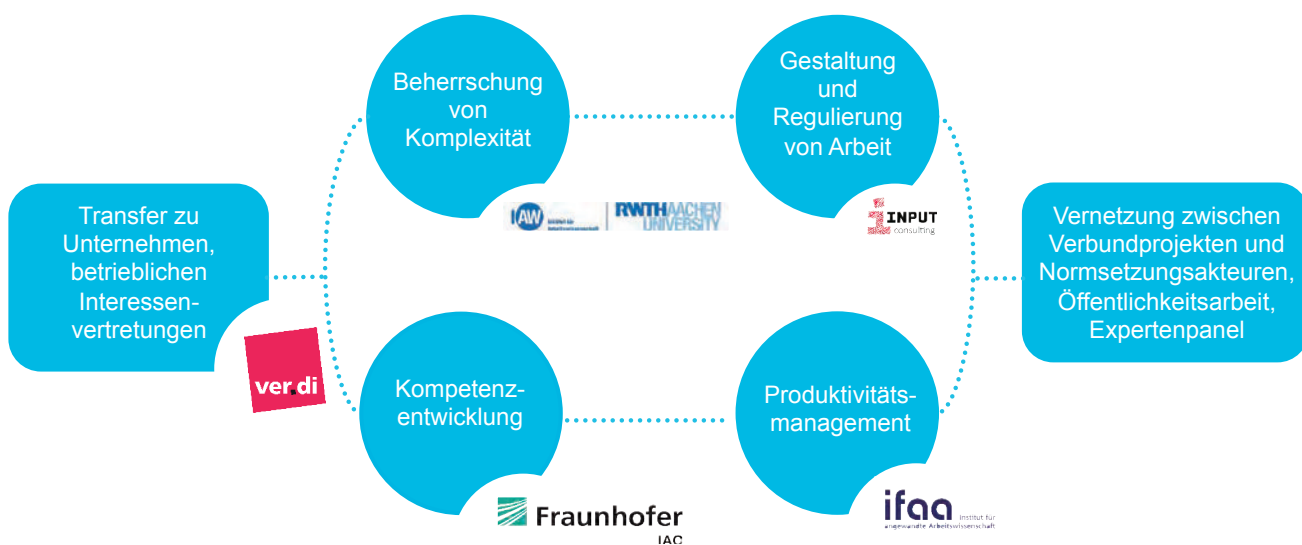 Beherrschung
von
Komplexität
Gestaltung
und
Regulierung
von Arbeit
IAW
RWTHAACHEN
UNIVERSITY
INPUT
consulting
Transfer zu
Unternehmen,
betrieblichen
Interessen-
vertretungen
ver.di
Vernetzung zwischen
Verbundprojekten und
Normsetzungsakteuren,
Öffentlichkeitsarbeit,
Expertenpanel
Kompetenz-
entwicklung
Produktivitäts-
management
Fraunhofer
IAO
ifaa
Institut für
angewandte Arbeitswissenschaft